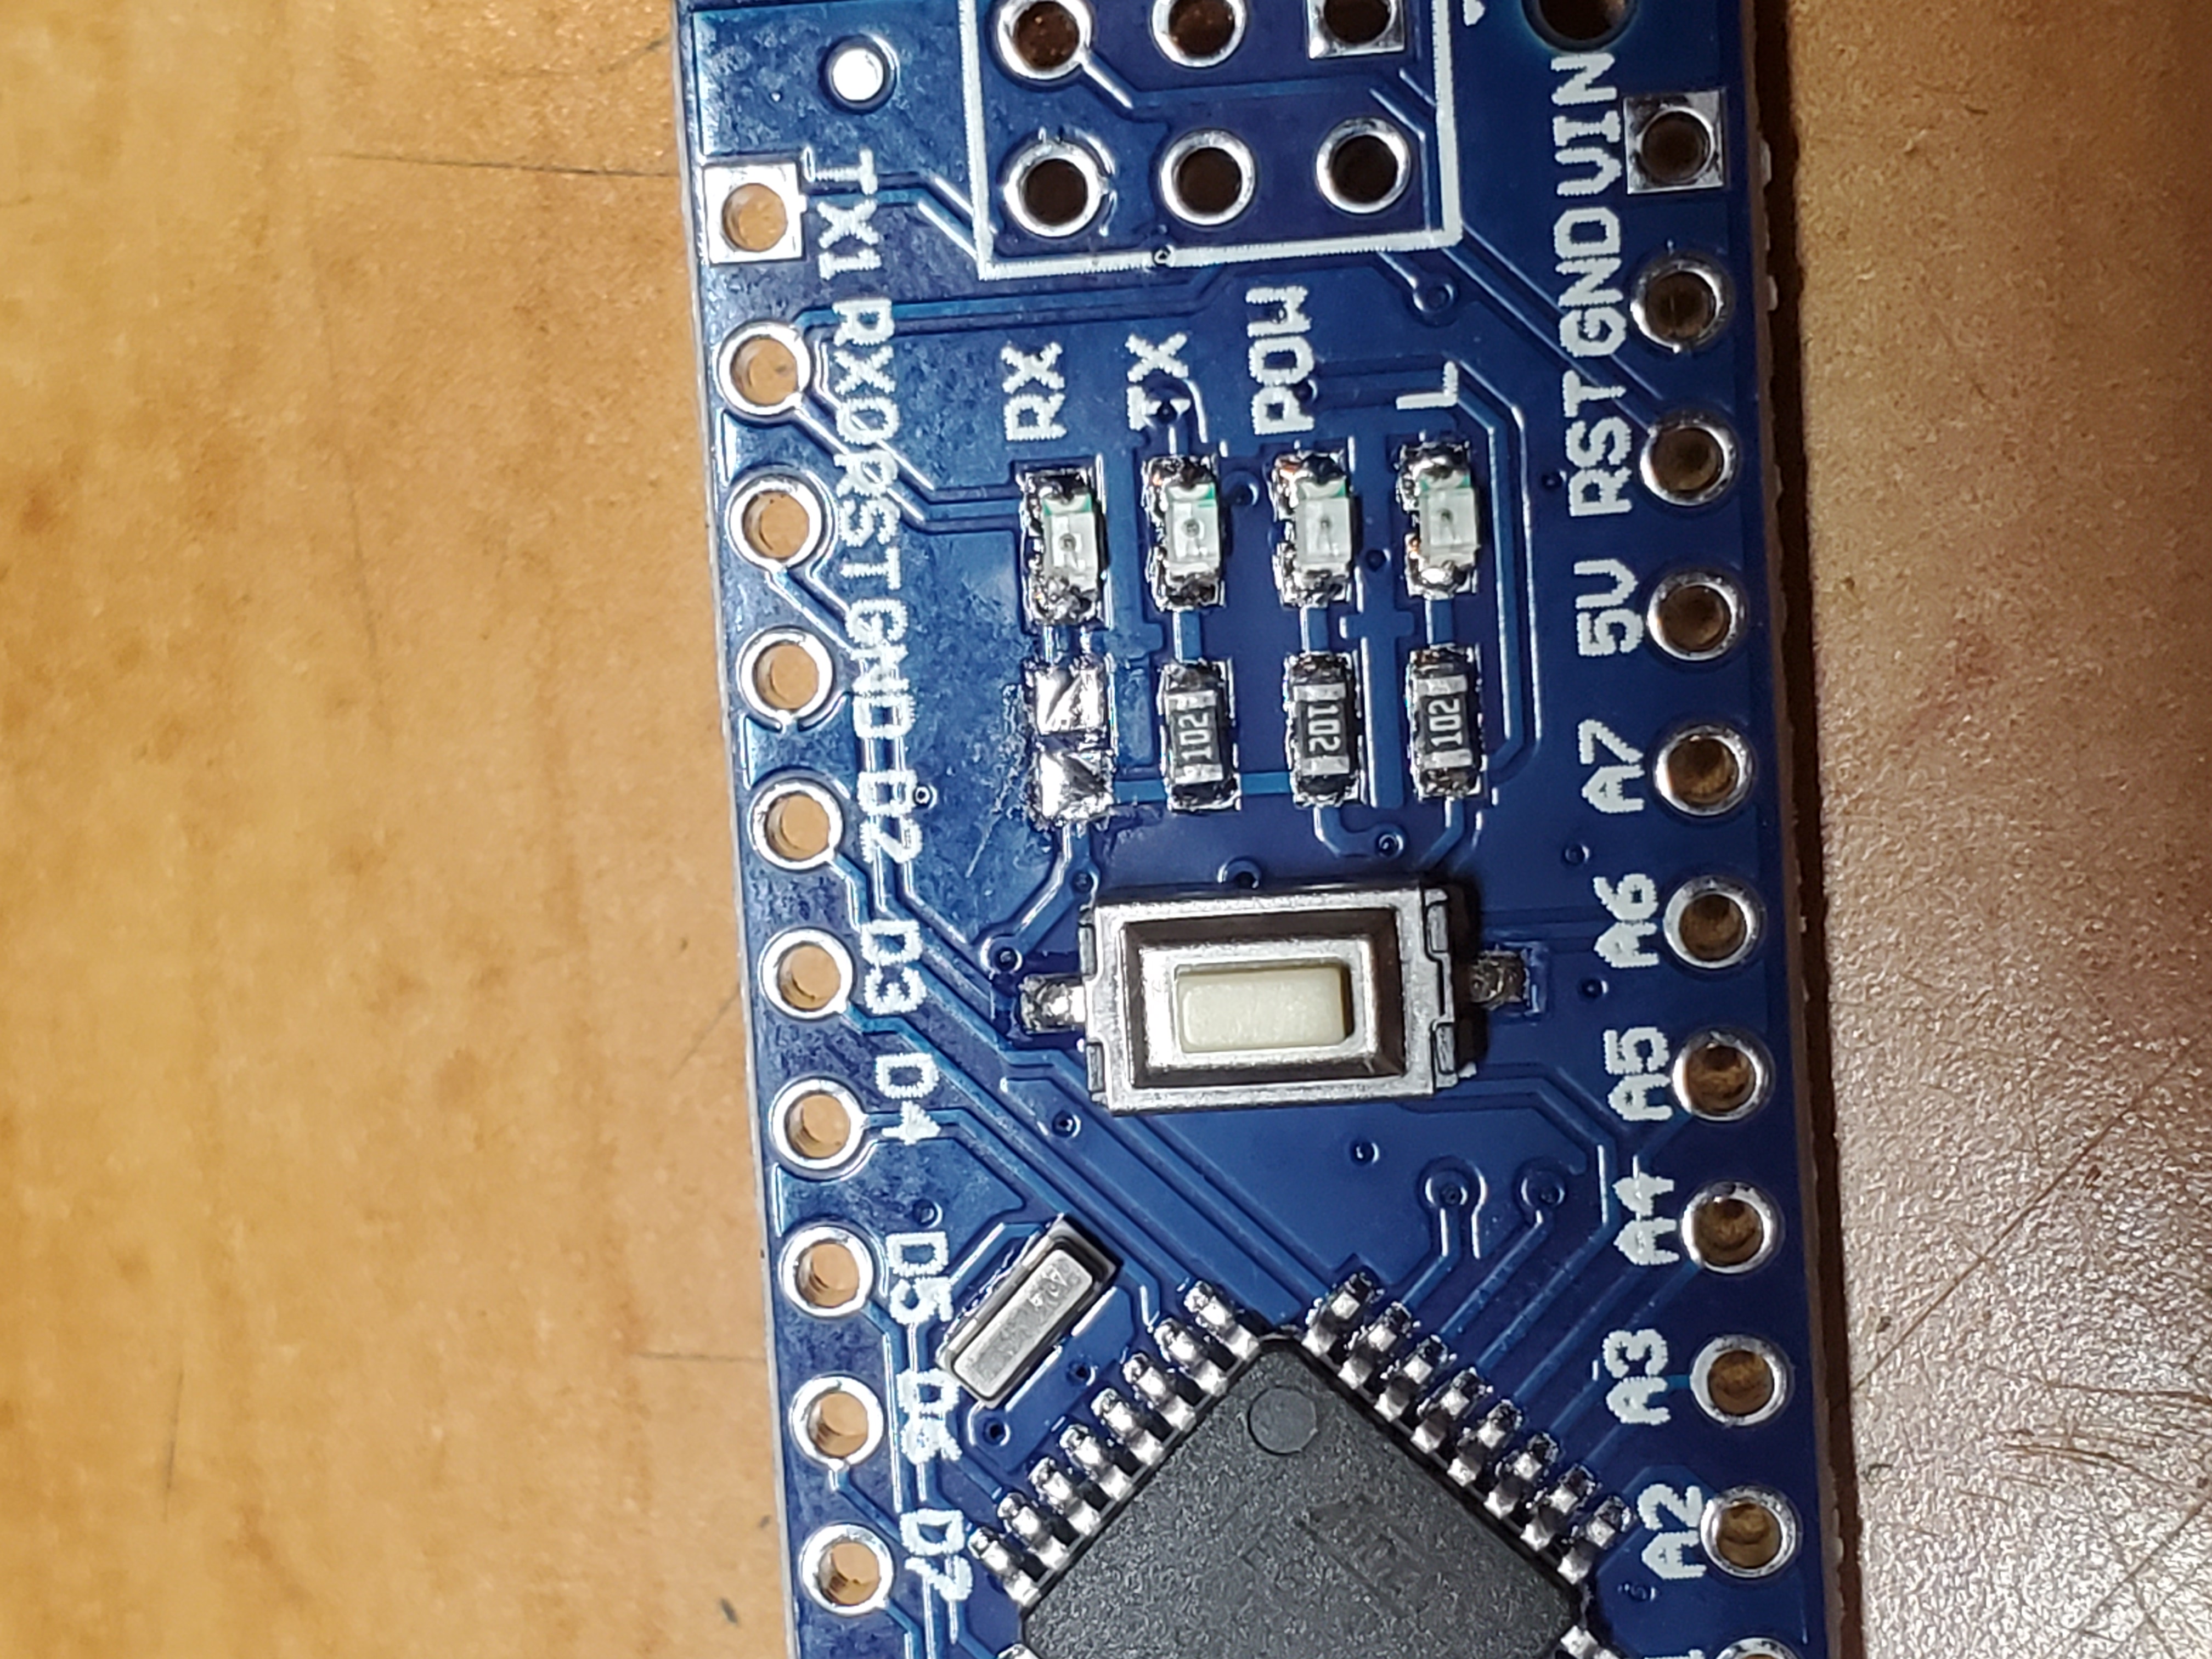 D7 D6 D5 D4 D3 D2 GND RST RX0 TX1
RX
TX
102
POW
102
L
102
A2 A3 A4 A5 A6 A7 5V RST GND VIN